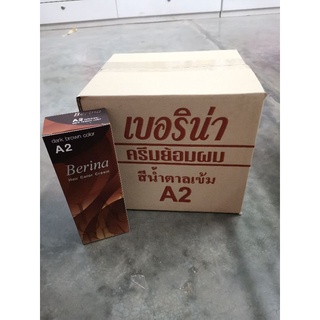 dark brown color
A2
Berina
Hair Color Cream
A2
เบอริน่า
ครีมย้อมผม
สีน้ำตาลเข้ม
A2